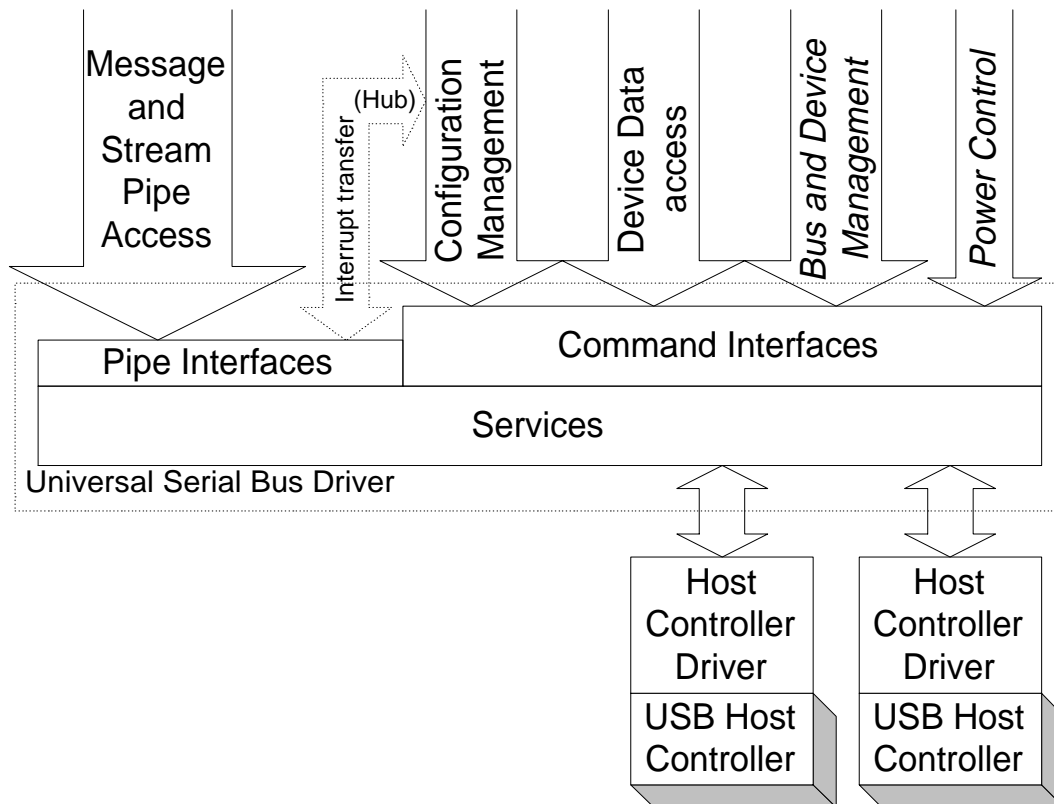 Message
and
Stream
Pipe
Access
(Hub)
Interrupt transfer
Configuration
Management
Device Data
access
Bus and Device
Management
Power Control
Pipe Interfaces
Command Interfaces
Services
Universal Serial Bus Driver
Host
Controller
Driver
USB Host
Controller
Host
Controller
Driver
USB Host
Controller